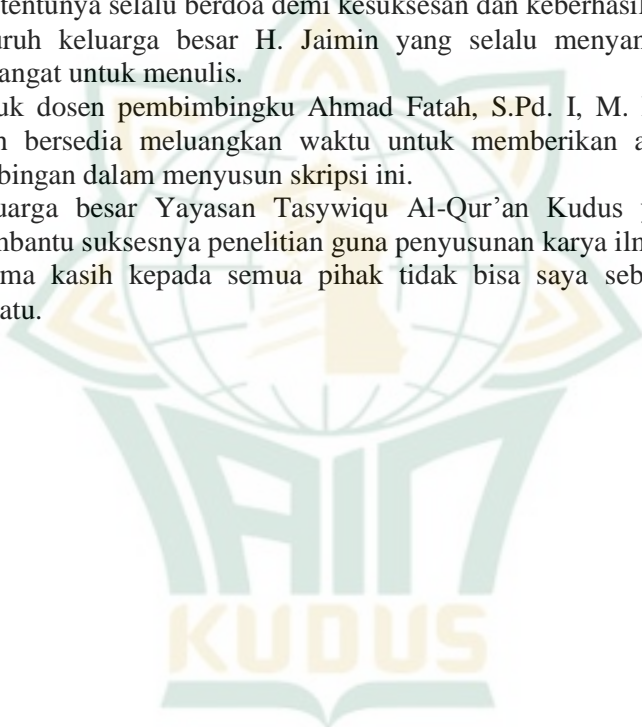 tentunya selalu berdoa demi kesuksesan dan keberhasil
uruh keluarga besar H. Jaimin yang selalu menyan
angat untuk menulis.
uk dosen pembimbingku Ahmad Fatah, S.Pd. I, M.
n bersedia meluangkan waktu untuk memberikan a
bingan dalam menyusun skripsi ini.
uarga besar Yayasan Tasywiqu Al-Qur’an Kudus
mbantu suksesnya penelitian guna penyusunan karya iln
ma kasih kepada semua pihak tidak bisa saya seb
atu.
IAIN
KUDUS